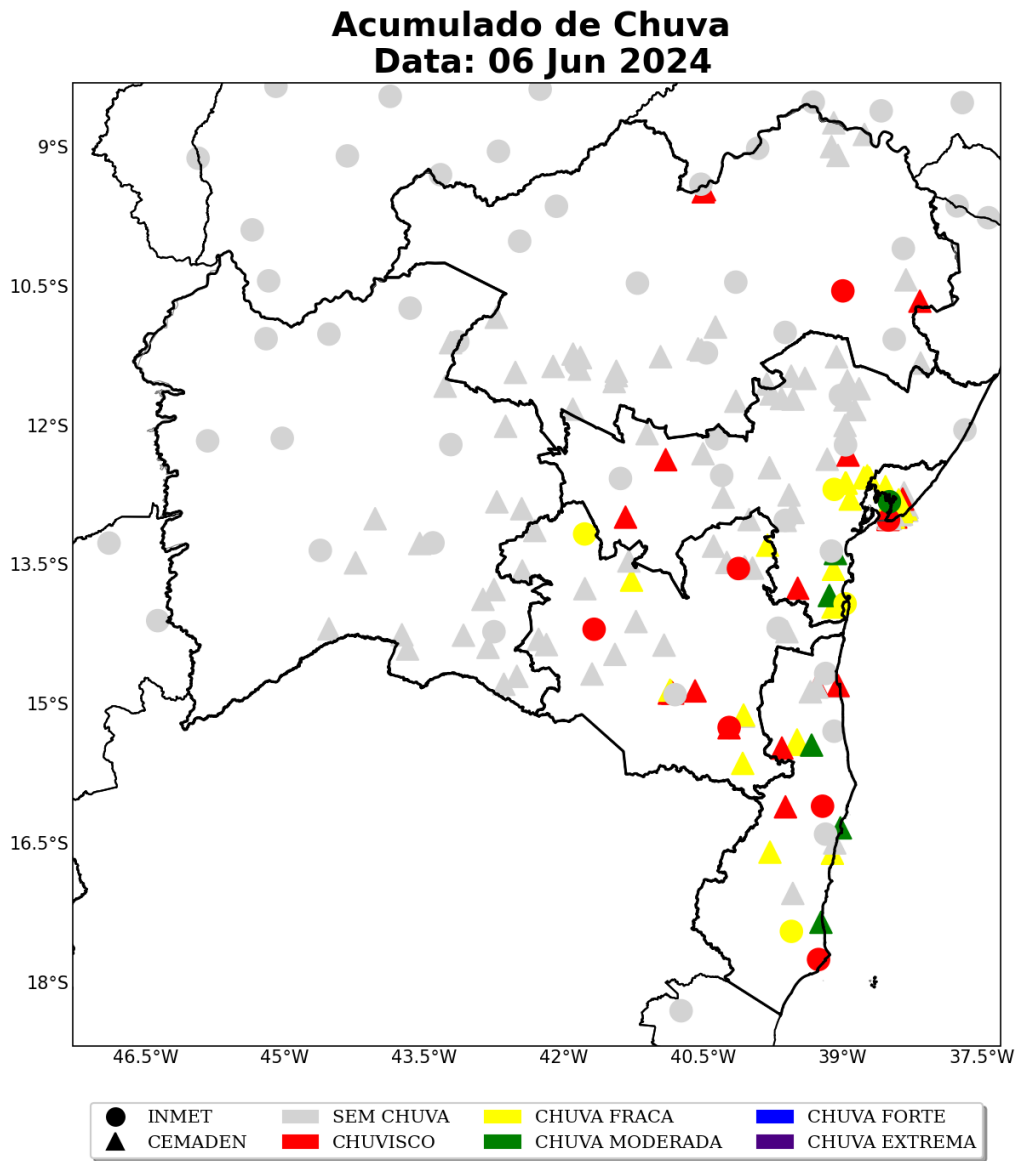 Acumulado de Chuva
Data: 06 Jun 2024
9°S
10.5°S
12°S
13.5°S
15°S
16.5°S
18°S
46.5°W 45°W 43.5°W 42°W 40.5°W 39°W 37.5°W
INMET SEM CHUVA CHUVA FRACA CHUVA FORTE
CEMADEN CHUVISCO CHUVA MODERADA CHUVA EXTREMA